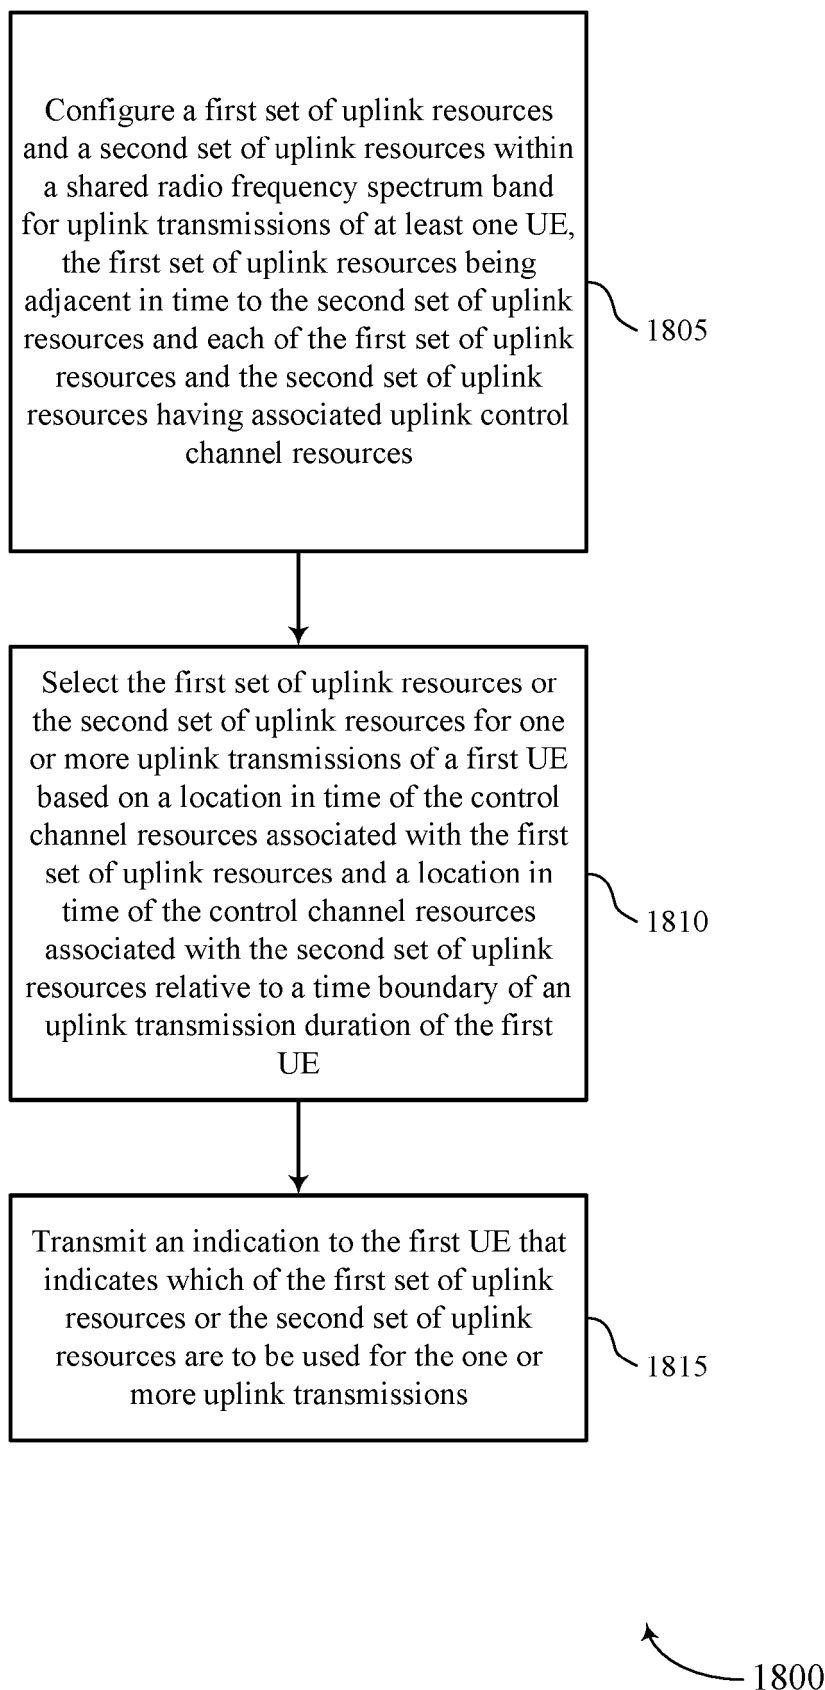 Configure a first set of uplink resources
and a second set of uplink resources within
a shared radio frequency spectrum band
for uplink transmissions of at least one UE,
the first set of uplink resources being
adjacent in time to the second set of uplink
resources and each of the first set of uplink
resources and the second set of uplink
resources having associated uplink control
channel resources
1805
Select the first set of uplink resources or
the second set of uplink resources for one
or more uplink transmissions of a first UE
based on a location in time of the control
channel resources associated with the first
set of uplink resources and a location in
time of the control channel resources
associated with the second set of uplink
resources relative to a time boundary of an
uplink transmission duration of the first
UE
1810
Transmit an indication to the first UE that
indicates which of the first set of uplink
resources or the second set of uplink
resources are to be used for the one or
more uplink transmissions
1815
1800